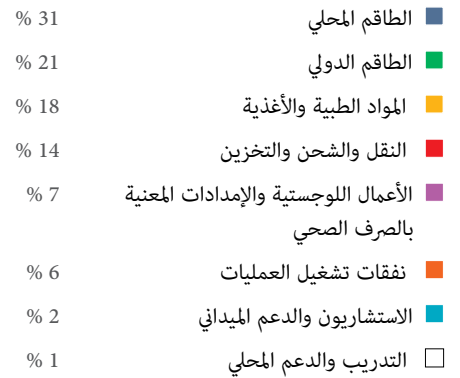 الطاقم المحلي 31 %
الطاقم الدولي 21 %
المواد الطبية والأغذية 18 %
النقل والشحن والتخزين 14 %
الأعمال اللوجستية والإمدادات المعنية 7 %
بالصرف الصحي
نفقات تشغيل العمليات 6 %
الاستشاريون والدعم الميداني 2 %
التدريب والدعم المحلي 1 %